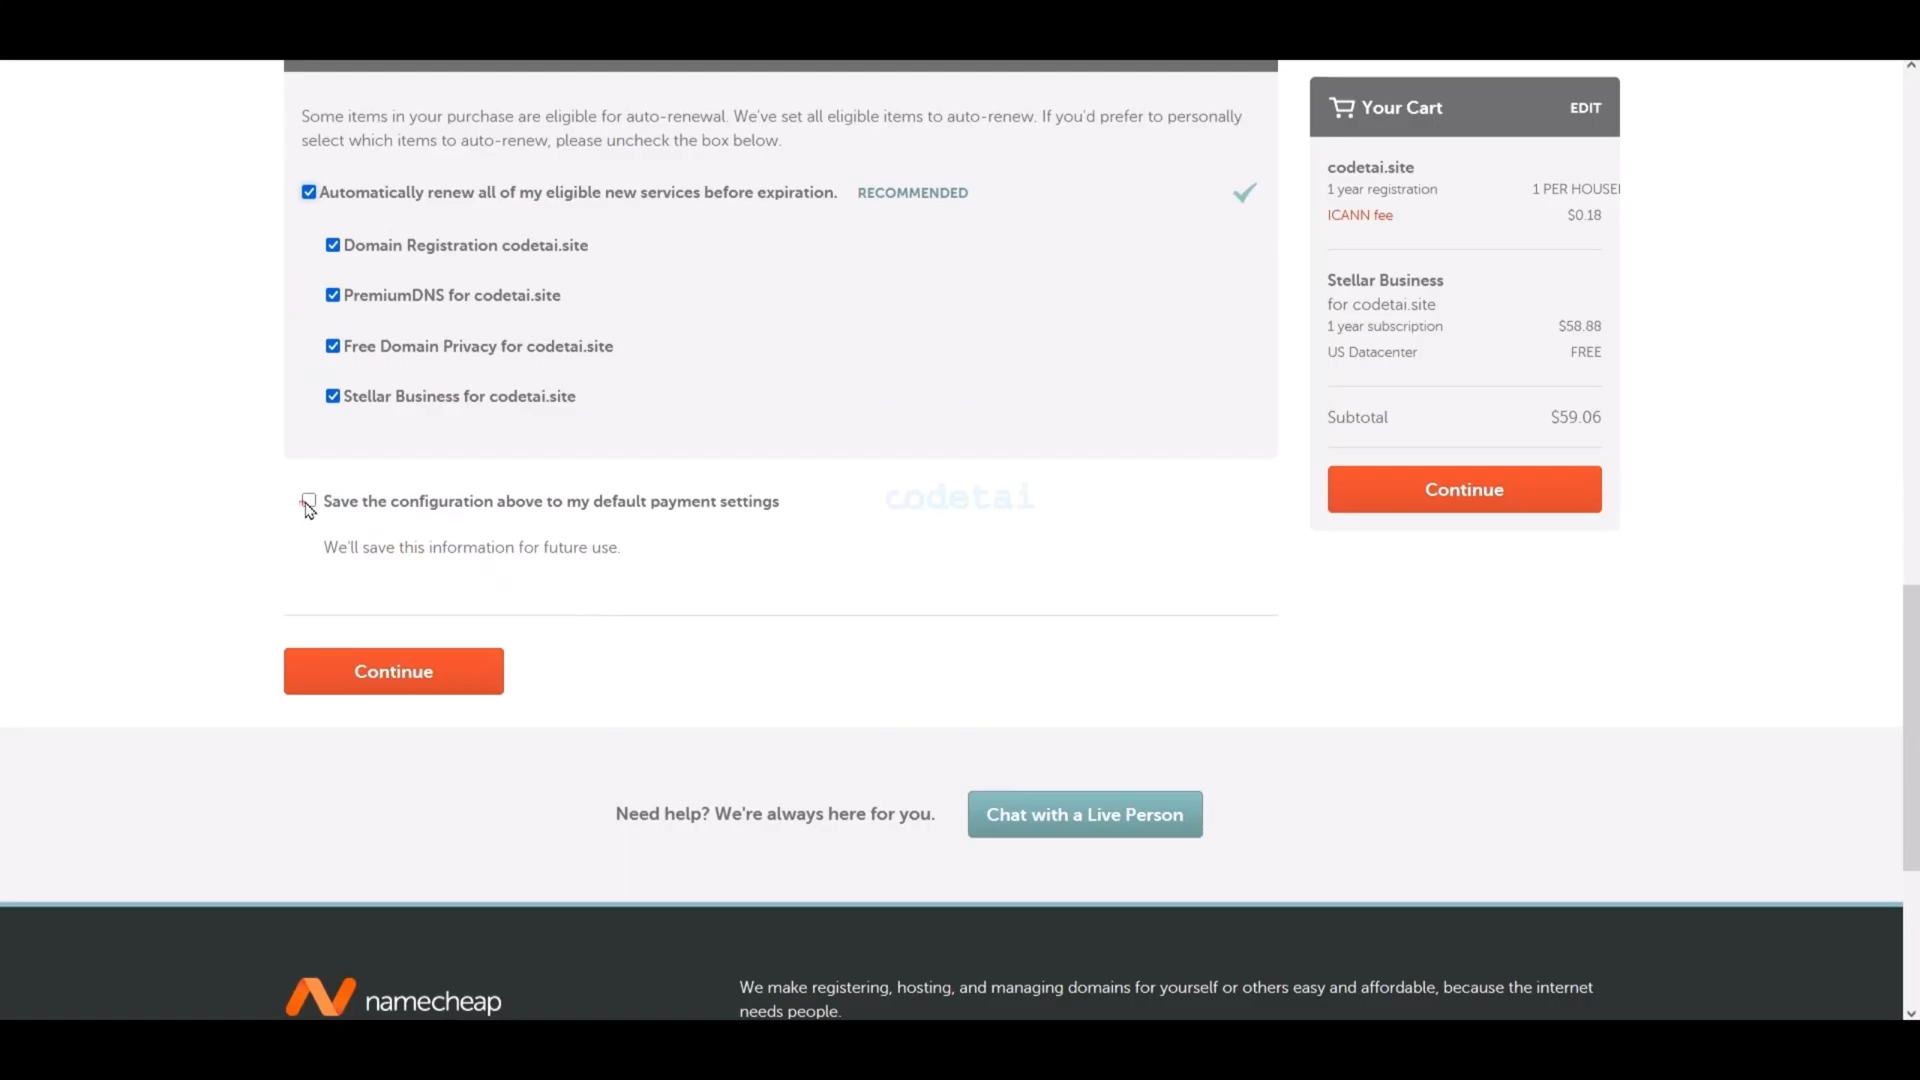 Some items in your purchase are eligible for auto-renewal. We've set all eligible items to auto-renew. If you'd prefer to personally
select which items to auto-renew, please uncheck the box below.
Automatically renew all of my eligible new services before expiration. RECOMMENDED
Domain Registration codetai.site
PremiumDNS for codetai.site
Free Domain Privacy for codetai.site
Stellar Business for codetai.site
Save the configuration above to my default payment settings
We'll save this information for future use.
Continue
Your Cart EDIT
codetai.site
1 year registration 1 PER HOUSE
ICANN fee $0.18
Stellar Business
for codetai.site
1 year subscription $58.88
US Datacenter FREE
Subtotal $59.06
Continue
codetai
Need help? We're always here for you. Chat with a Live Person
namecheap
We make registering, hosting, and managing domains for yourself or others easy and affordable, because the internet
needs people.